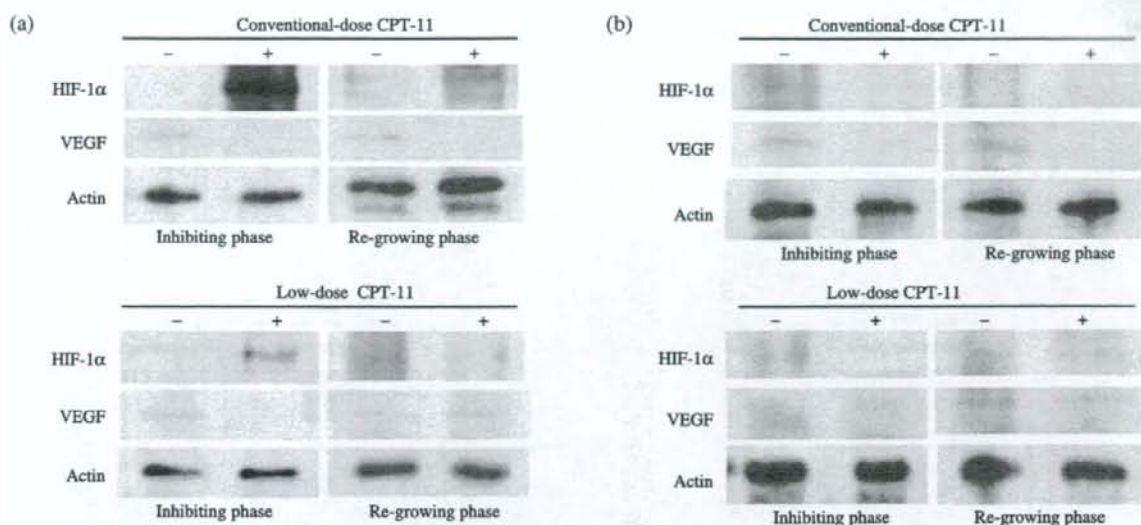 (a)
Conventional-dose CPT-11
– + – +
HIF-1α
VEGF
Actin
Inhibiting phase Re-growing phase
Low-dose CPT-11
– + – +
HIF-1α
VEGF
Actin
Inhibiting phase Re-growing phase
(b)
Conventional-dose CPT-11
– + – +
HIF-1α
VEGF
Actin
Inhibiting phase Re-growing phase
Low-dose CPT-11
– + – +
HIF-1α
VEGF
Actin
Inhibiting phase Re-growing phase